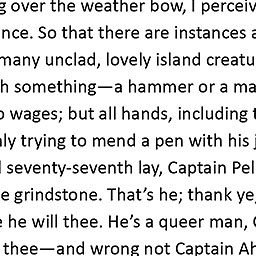 g over the weather bow, I perceiv
nce. So that there are instances a
many unclad, lovely island creatu
h something—a hammer or a ma
o wages; but all hands, including t
ly trying to mend a pen with his j
l seventy-seventh lay, Captain Pel
e grindstone. That's he; thank ye,
e he will thee. He's a queer man, C
thee—and wrong not Captain Ah